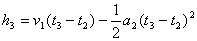 h₃ = v₁(t₃ − t₂) − ½a₂(t₃ − t₂)²